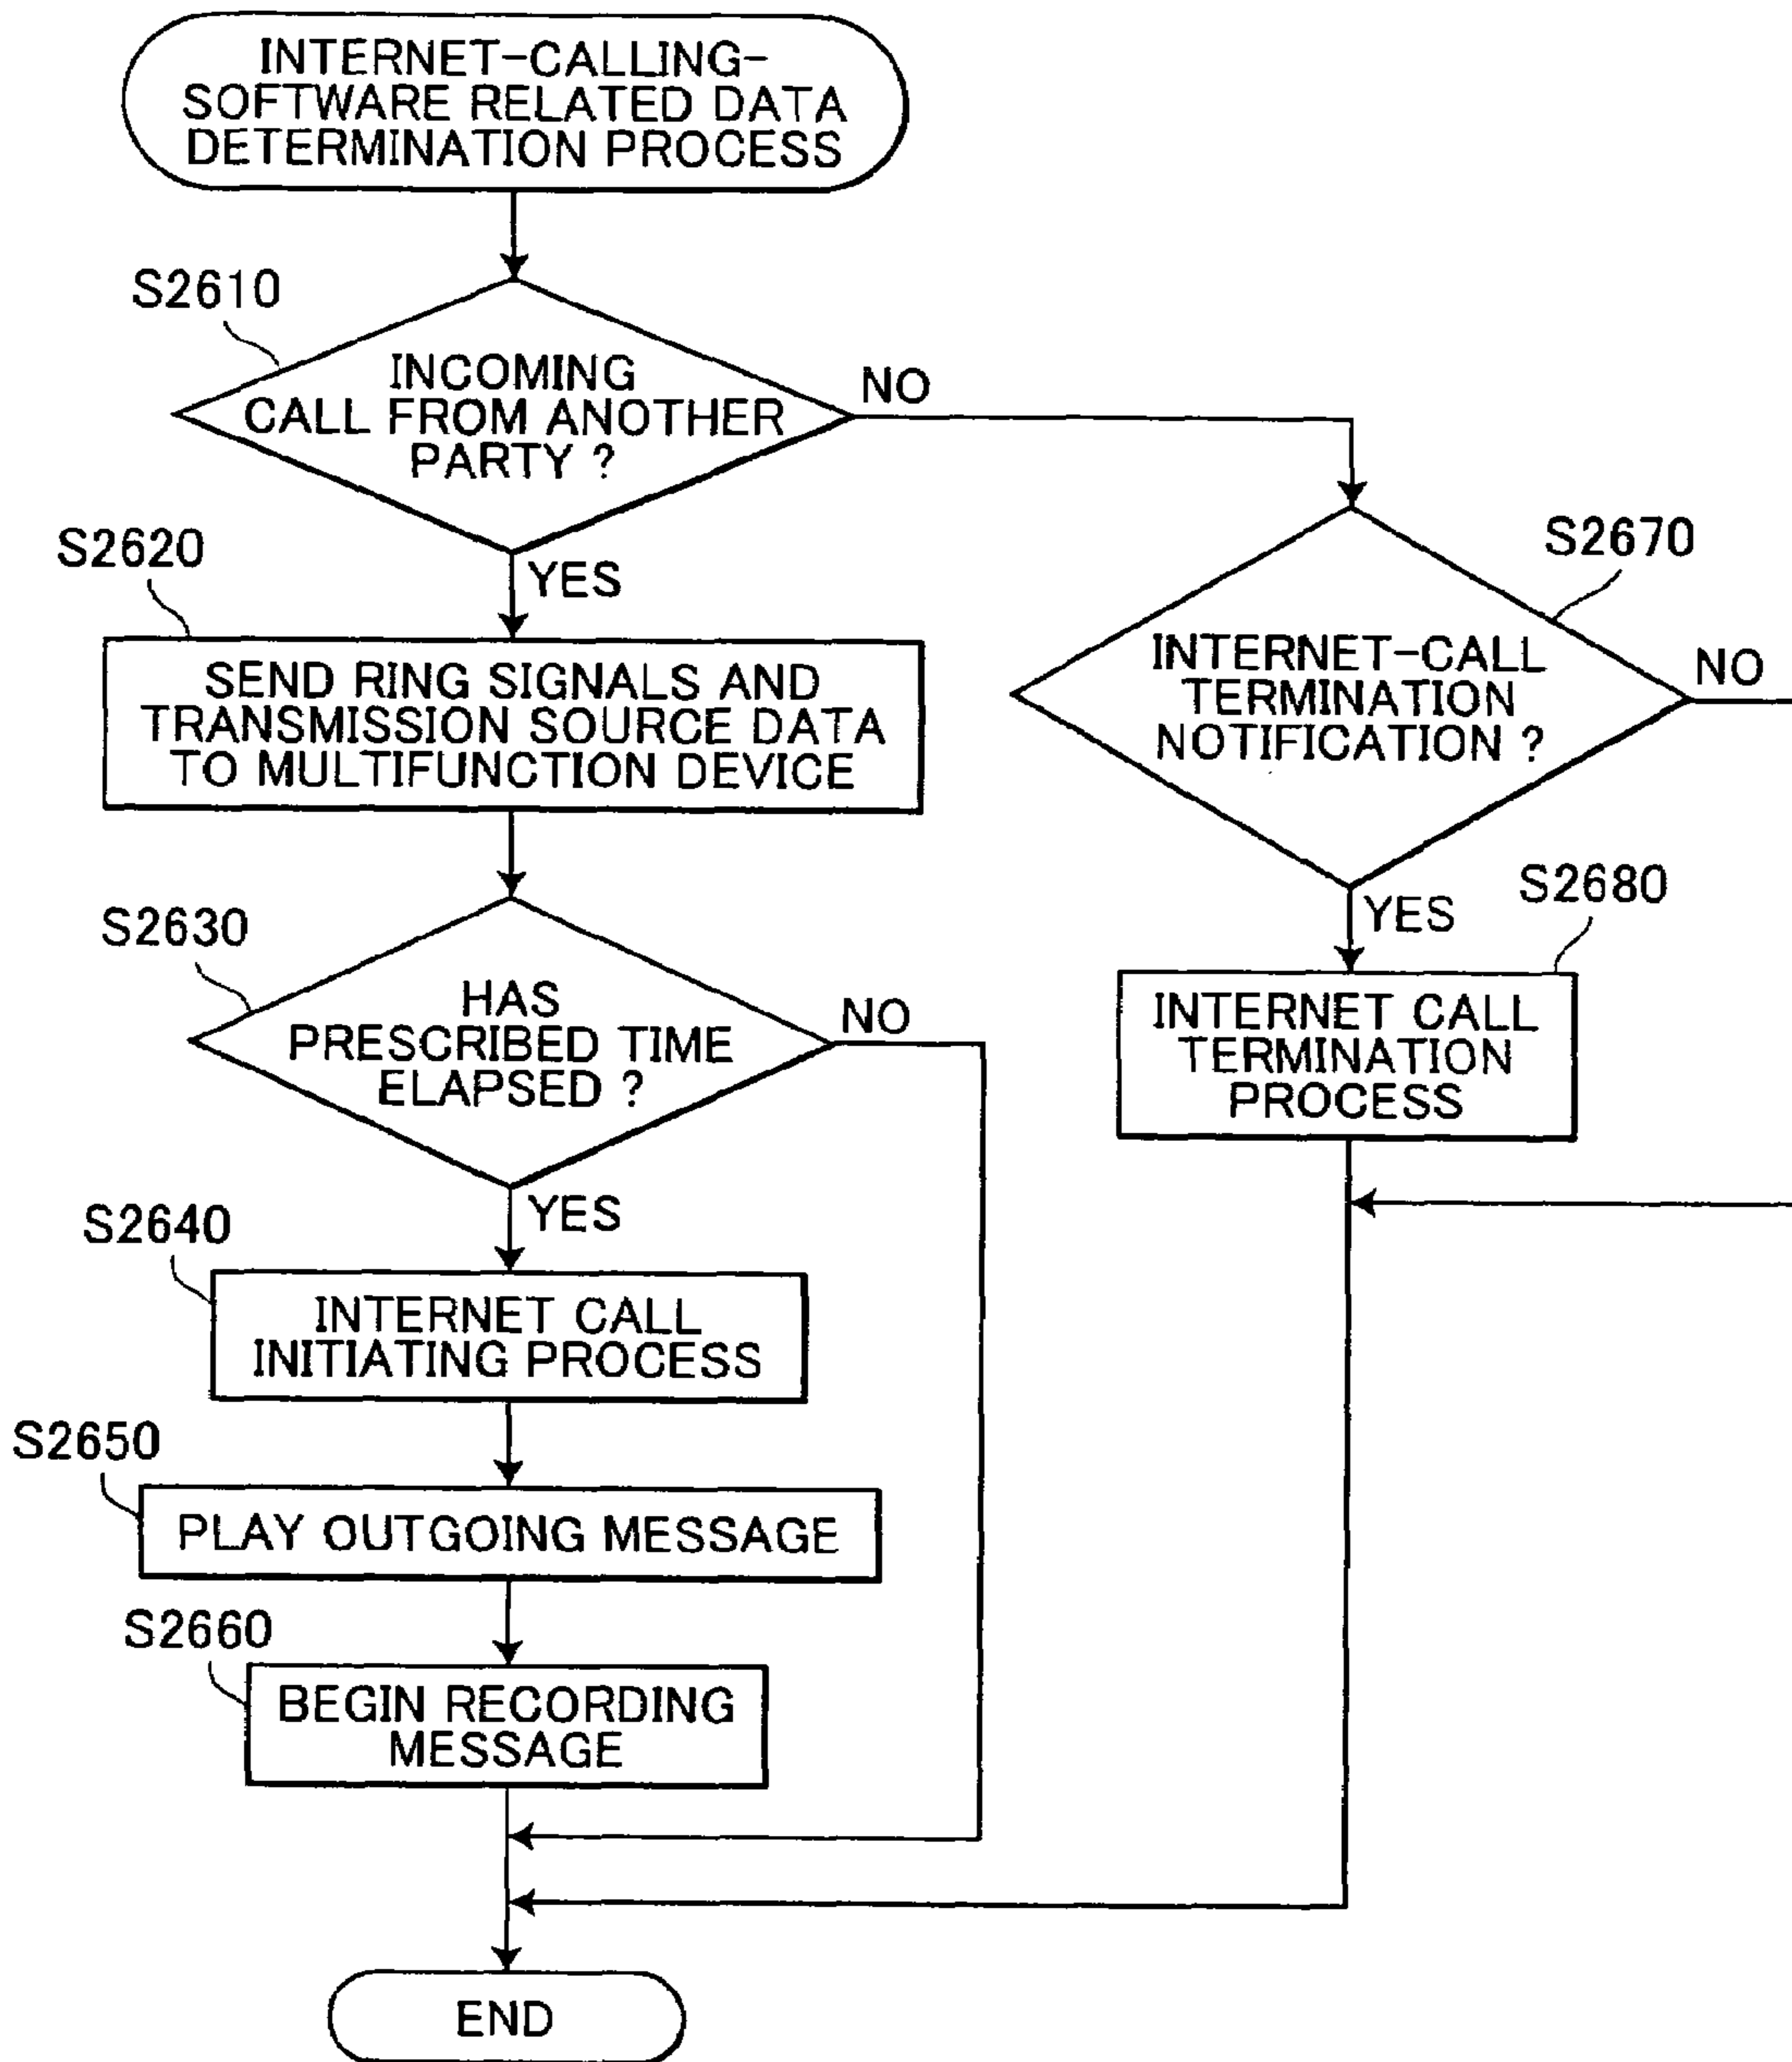 INTERNET-CALLING-
SOFTWARE RELATED DATA
DETERMINATION PROCESS
S2610
INCOMING
CALL FROM ANOTHER
PARTY ?
NO
YES
S2620
SEND RING SIGNALS AND
TRANSMISSION SOURCE DATA
TO MULTIFUNCTION DEVICE
S2630
HAS
PRESCRIBED TIME
ELAPSED ?
NO
YES
S2640
INTERNET CALL
INITIATING PROCESS
S2650
PLAY OUTGOING MESSAGE
S2660
BEGIN RECORDING
MESSAGE
S2670
INTERNET-CALL
TERMINATION
NOTIFICATION ?
NO
YES
S2680
INTERNET CALL
TERMINATION
PROCESS
END